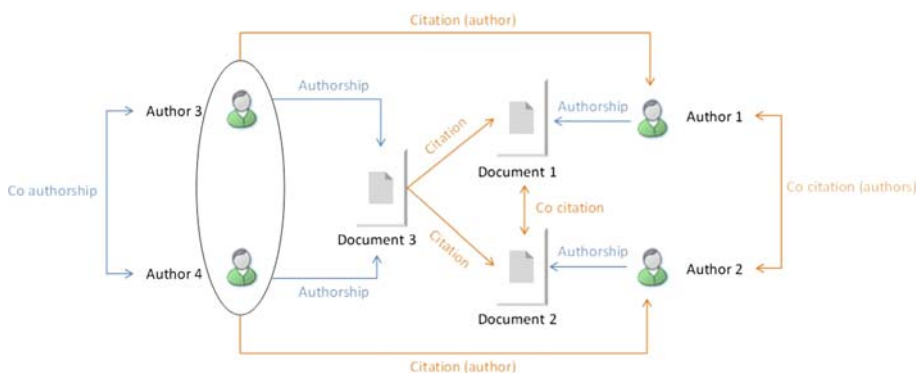 Citation (author)
Authorship
Authorship
Author 3
Author 1
Citation
Document 1
Co authorship
Co citation (authors)
Co citation
Document 3
Citation
Authorship
Author 4
Author 2
Authorship
Document 2
Citation (author)